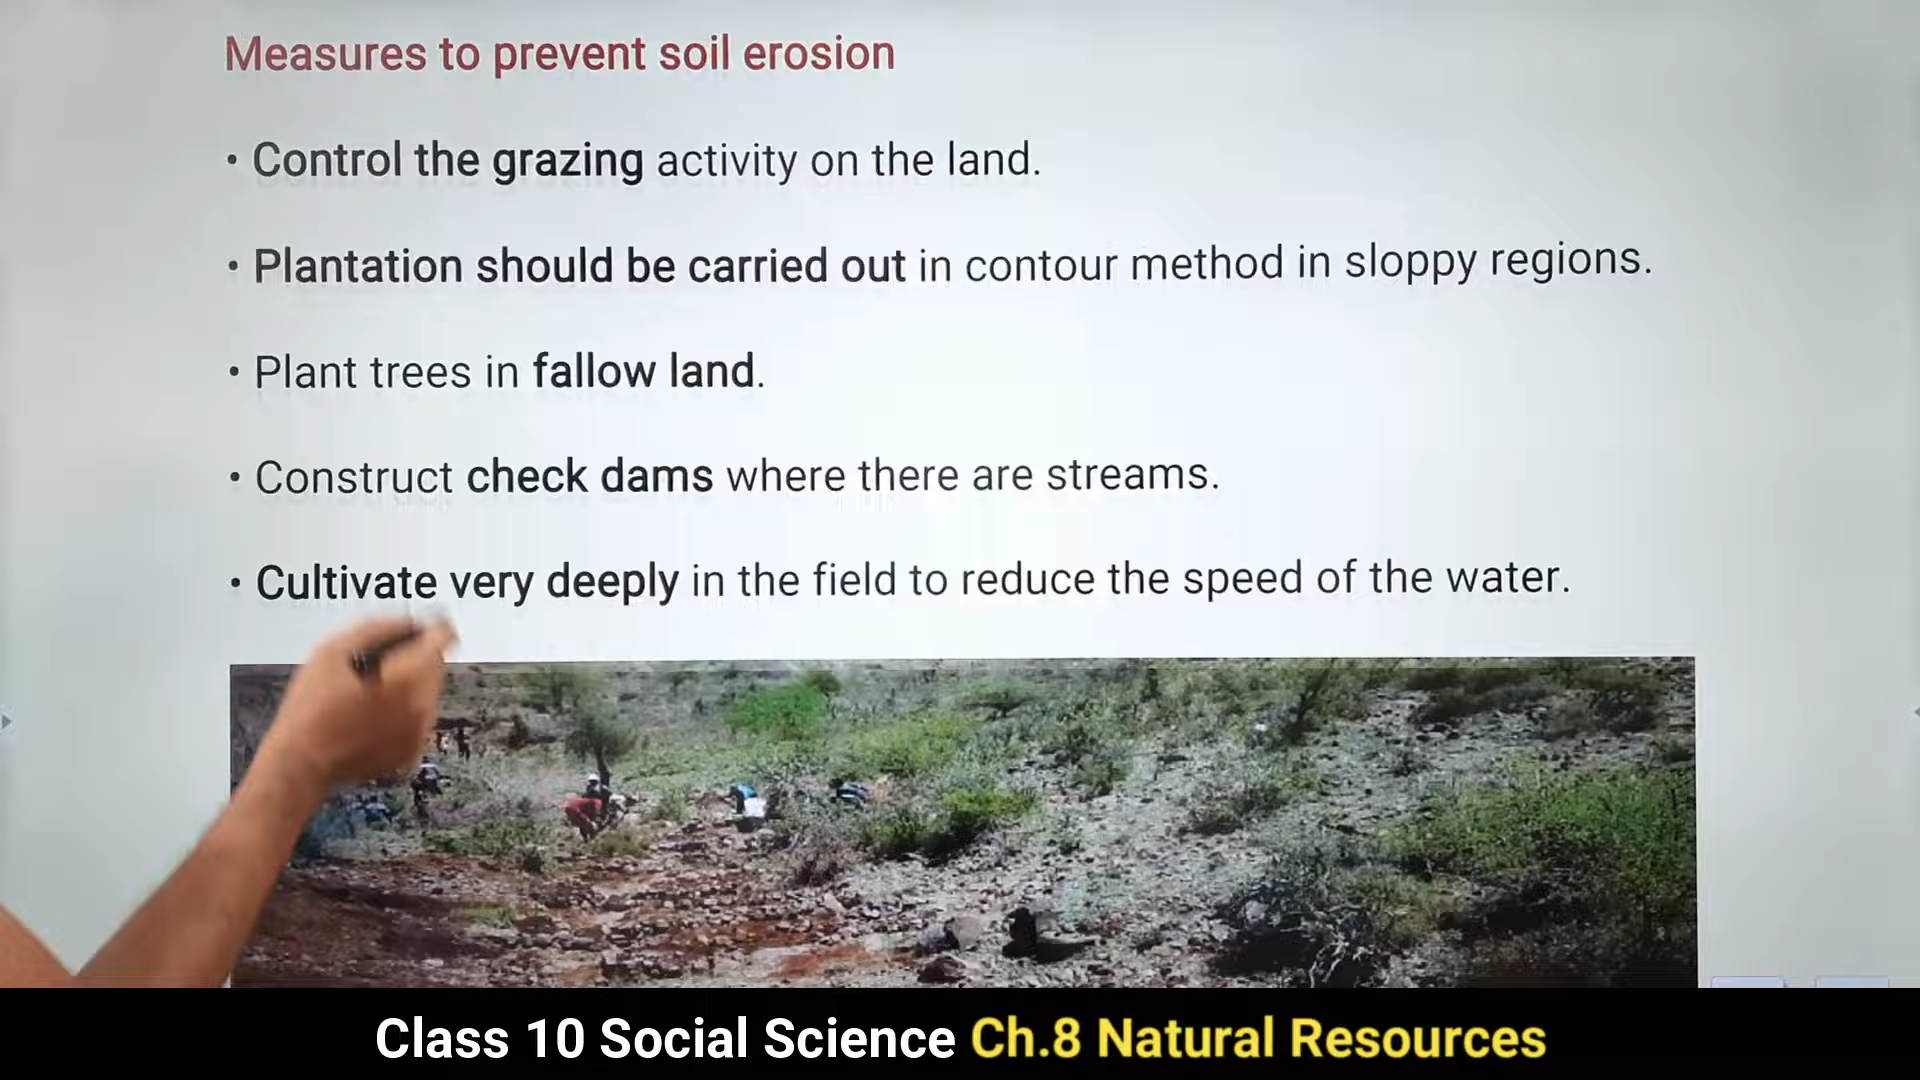 Measures to prevent soil erosion
• Control the grazing activity on the land.
• Plantation should be carried out in contour method in sloppy regions.
• Plant trees in fallow land.
• Construct check dams where there are streams.
• Cultivate very deeply in the field to reduce the speed of the water.
Class 10 Social Science Ch.8 Natural Resources